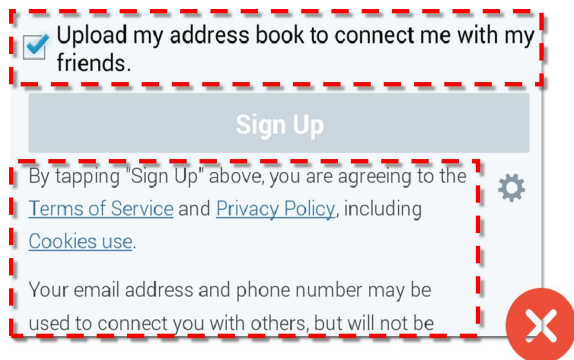 Upload my address book to connect me with my
friends.
Sign Up
By tapping "Sign Up" above, you are agreeing to the
Terms of Service and Privacy Policy, including
Cookies use.
Your email address and phone number may be
used to connect you with others, but will not be